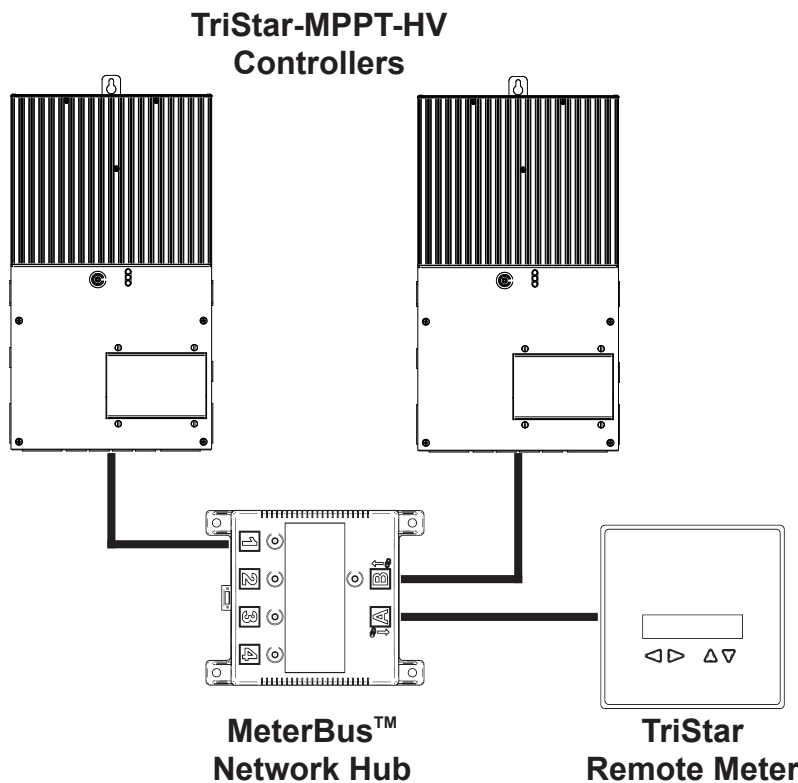 TriStar-MPPT-HV
Controllers
1
2
3
4
B
A
MeterBus™
Network Hub
TriStar
Remote Meter